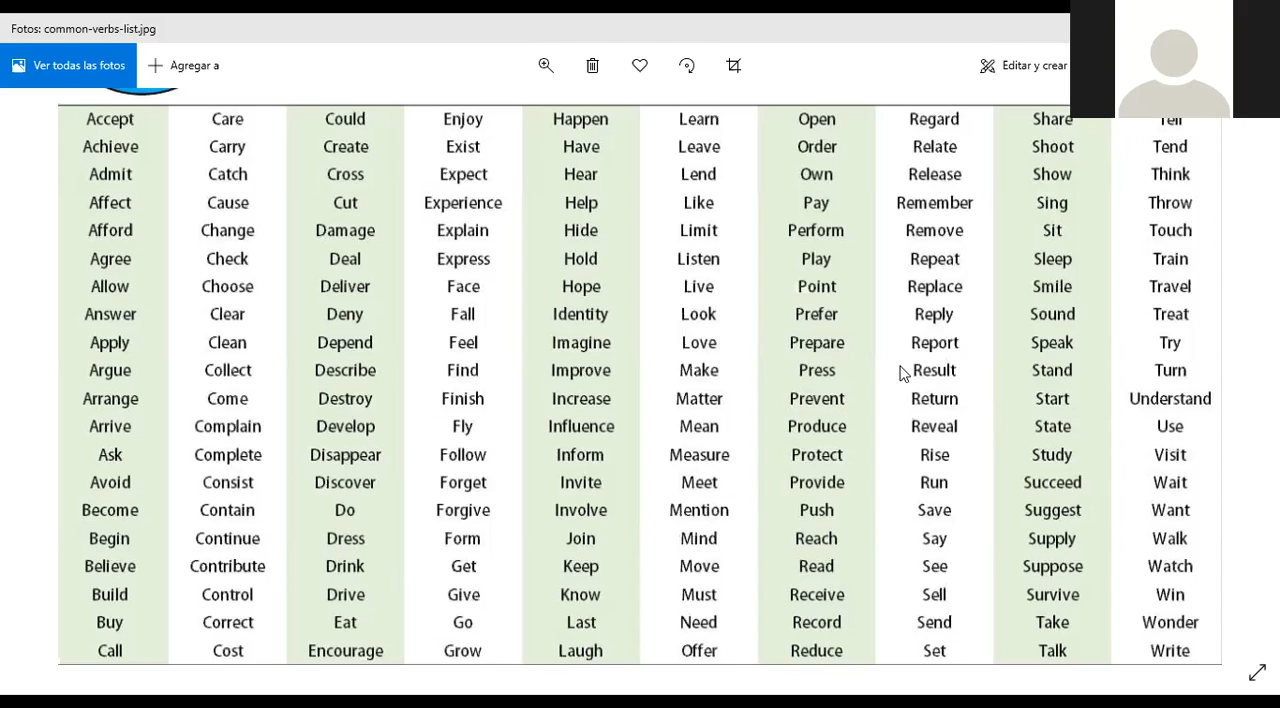 Fotos: common-verbs-list.jpg
Ver todas las fotos Agregar a Editar y crear
Accept Care Could Enjoy Happen Learn Open Regard Share Tell
Achieve Carry Create Exist Have Leave Order Relate Shoot Tend
Admit Catch Cross Expect Hear Lend Own Release Show Think
Affect Cause Cut Experience Help Like Pay Remember Sing Throw
Afford Change Damage Explain Hide Limit Perform Remove Sit Touch
Agree Check Deal Express Hold Listen Play Repeat Sleep Train
Allow Choose Deliver Face Hope Live Point Replace Smile Travel
Answer Clear Deny Fall Identity Look Prefer Reply Sound Treat
Apply Clean Depend Feel Imagine Love Prepare Report Speak Try
Argue Collect Describe Find Improve Make Press Result Stand Turn
Arrange Come Destroy Finish Increase Matter Prevent Return Start Understand
Arrive Complain Develop Fly Influence Mean Produce Reveal State Use
Ask Complete Disappear Follow Inform Measure Protect Rise Study Visit
Avoid Consist Discover Forget Invite Meet Provide Run Succeed Wait
Become Contain Do Forgive Involve Mention Push Save Suggest Want
Begin Continue Dress Form Join Mind Reach Say Supply Walk
Believe Contribute Drink Get Keep Move Read See Suppose Watch
Build Control Drive Give Know Must Receive Sell Survive Win
Buy Correct Eat Go Last Need Record Send Take Wonder
Call Cost Encourage Grow Laugh Offer Reduce Set Talk Write